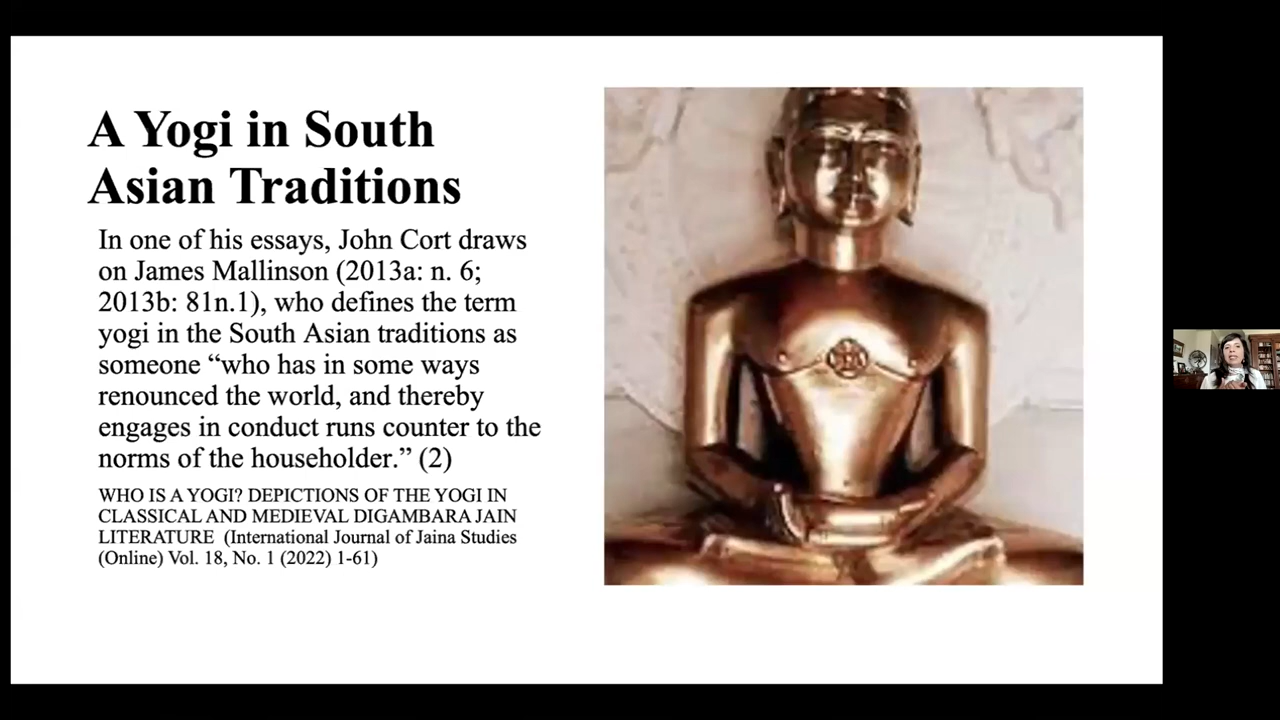 A Yogi in South
Asian Traditions
In one of his essays, John Cort draws
on James Mallinson (2013a: n. 6;
2013b: 81n.1), who defines the term
yogi in the South Asian traditions as
someone “who has in some ways
renounced the world, and thereby
engages in conduct runs counter to the
norms of the householder.” (2)
WHO IS A YOGI? DEPICTIONS OF THE YOGI IN
CLASSICAL AND MEDIEVAL DIGAMBARA JAIN
LITERATURE (International Journal of Jaina Studies
(Online) Vol. 18, No. 1 (2022) 1-61)